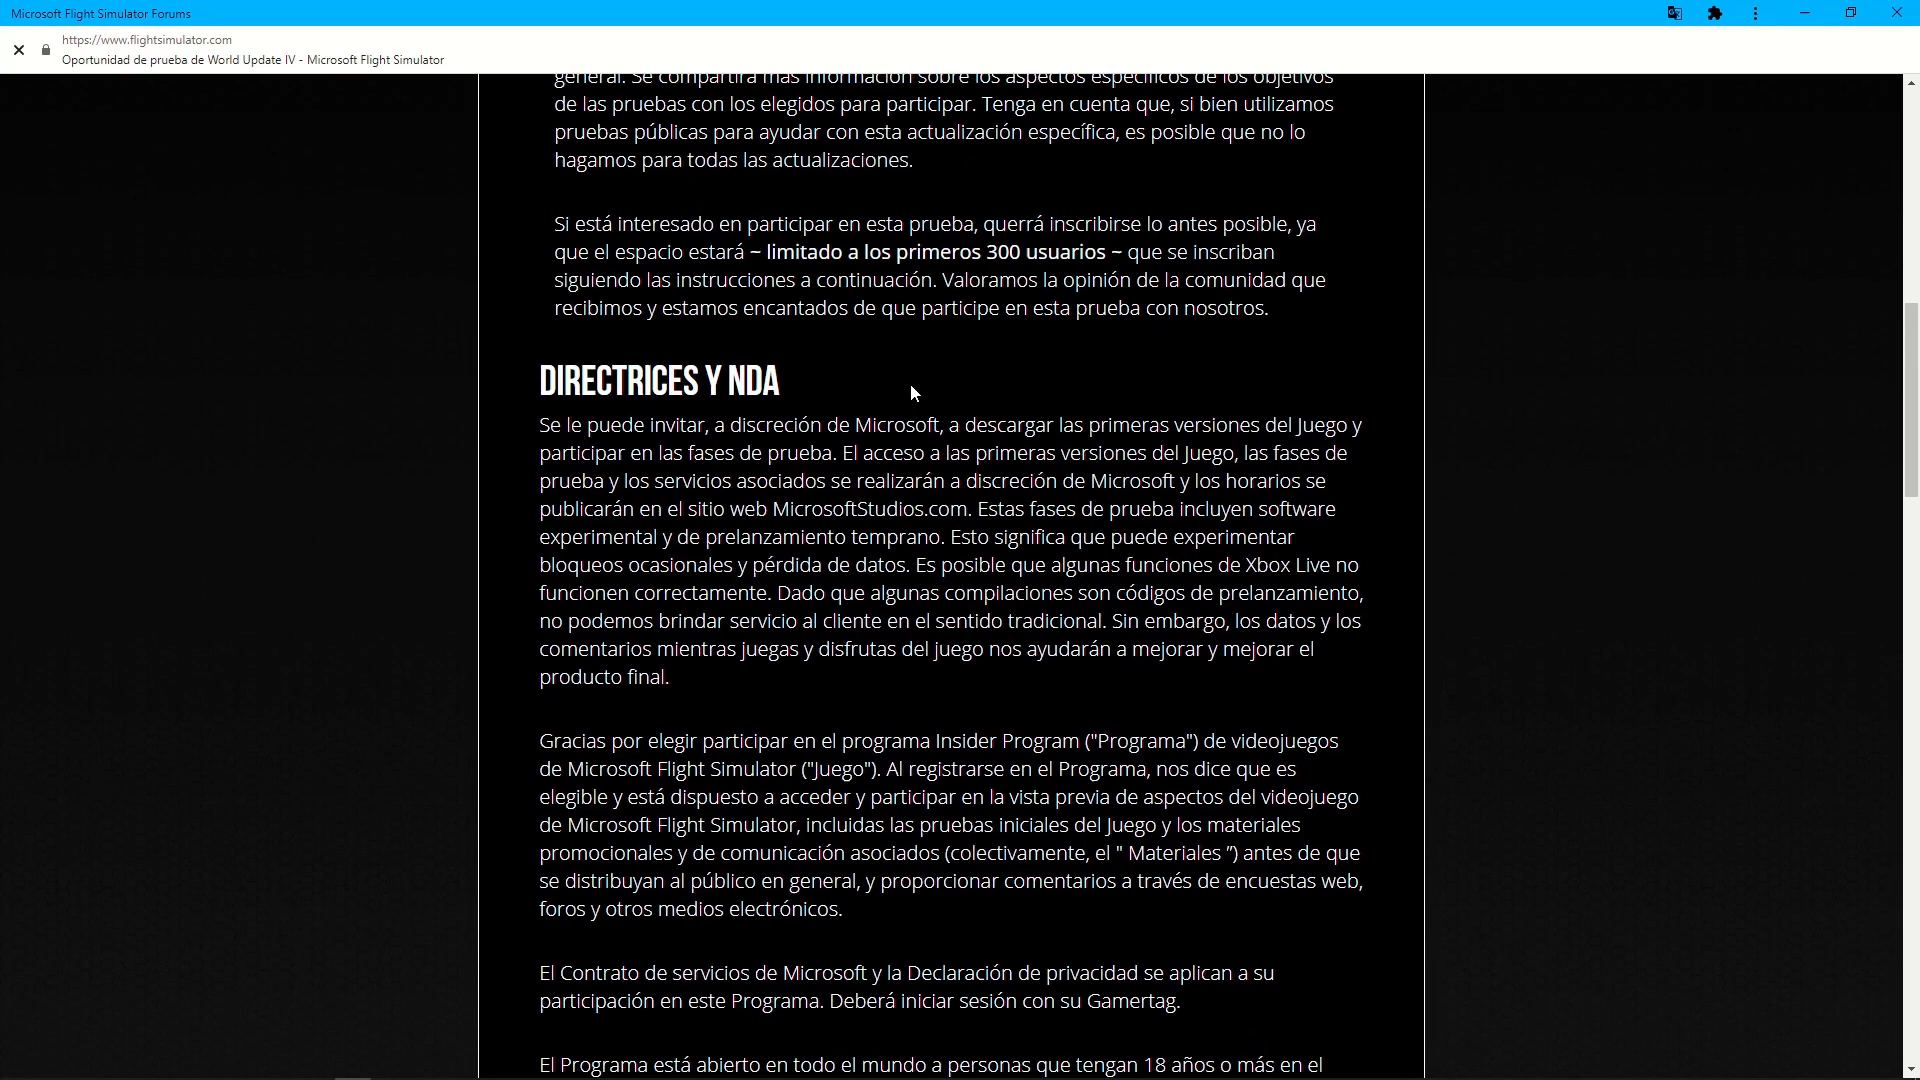 Microsoft Flight Simulator Forums
https://www.flightsimulator.com
Oportunidad de prueba de World Update IV - Microsoft Flight Simulator
general. Se compartirá más información sobre los aspectos específicos de los objetivos
de las pruebas con los elegidos para participar. Tenga en cuenta que, si bien utilizamos
pruebas públicas para ayudar con esta actualización específica, es posible que no lo
hagamos para todas las actualizaciones.
Si está interesado en participar en esta prueba, querrá inscribirse lo antes posible, ya
que el espacio estará ~ limitado a los primeros 300 usuarios ~ que se inscriban
siguiendo las instrucciones a continuación. Valoramos la opinión de la comunidad que
recibimos y estamos encantados de que participe en esta prueba con nosotros.
DIRECTRICES Y NDA
Se le puede invitar, a discreción de Microsoft, a descargar las primeras versiones del Juego y
participar en las fases de prueba. El acceso a las primeras versiones del Juego, las fases de
prueba y los servicios asociados se realizarán a discreción de Microsoft y los horarios se
publicarán en el sitio web MicrosoftStudios.com. Estas fases de prueba incluyen software
experimental y de prelanzamiento temprano. Esto significa que puede experimentar
bloqueos ocasionales y pérdida de datos. Es posible que algunas funciones de Xbox Live no
funcionen correctamente. Dado que algunas compilaciones son códigos de prelanzamiento,
no podemos brindar servicio al cliente en el sentido tradicional. Sin embargo, los datos y los
comentarios mientras juegas y disfrutas del juego nos ayudarán a mejorar y mejorar el
producto final.
Gracias por elegir participar en el programa Insider Program ("Programa") de videojuegos
de Microsoft Flight Simulator ("Juego"). Al registrarse en el Programa, nos dice que es
elegible y está dispuesto a acceder y participar en la vista previa de aspectos del videojuego
de Microsoft Flight Simulator, incluidas las pruebas iniciales del Juego y los materiales
promocionales y de comunicación asociados (colectivamente, el " Materiales ”) antes de que
se distribuyan al público en general, y proporcionar comentarios a través de encuestas web,
foros y otros medios electrónicos.
El Contrato de servicios de Microsoft y la Declaración de privacidad se aplican a su
participación en este Programa. Deberá iniciar sesión con su Gamertag.
El Programa está abierto en todo el mundo a personas que tengan 18 años o más en el